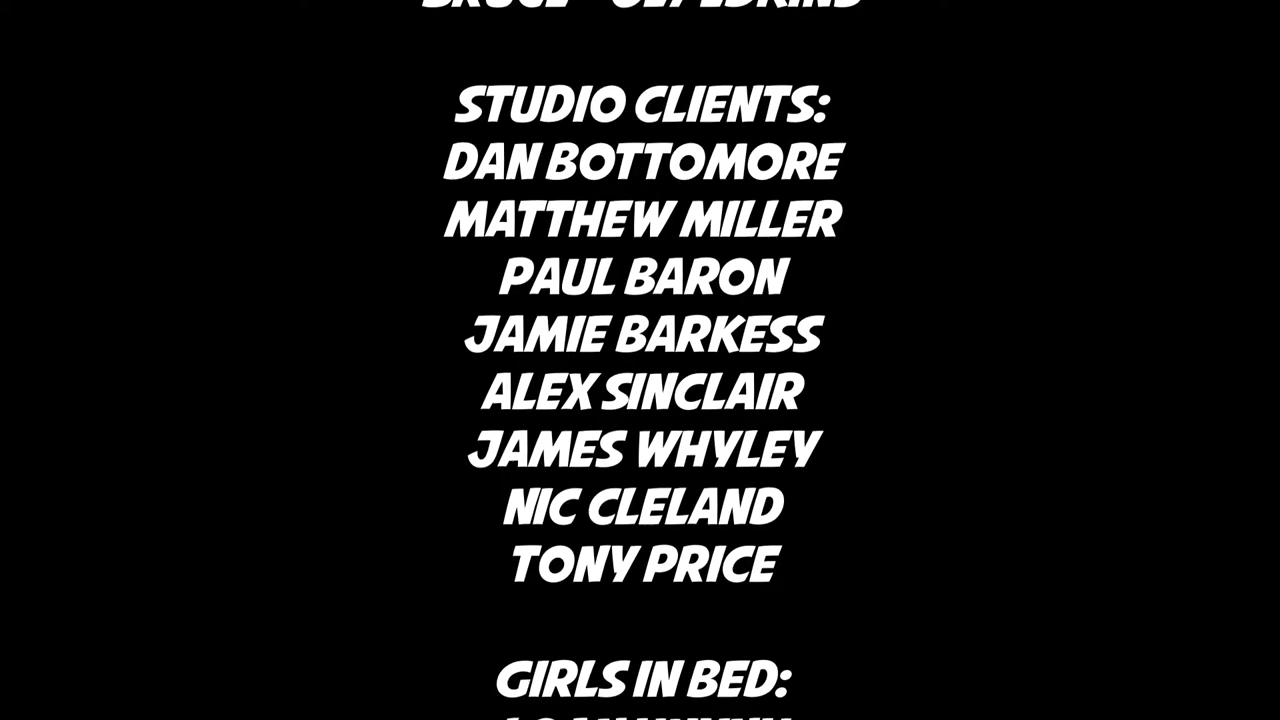 STUDIO CLIENTS:
DAN BOTTOMORE
MATTHEW MILLER
PAUL BARON
JAMIE BARKESS
ALEX SINCLAIR
JAMES WHYLEY
NIC CLELAND
TONY PRICE
GIRLS IN BED: